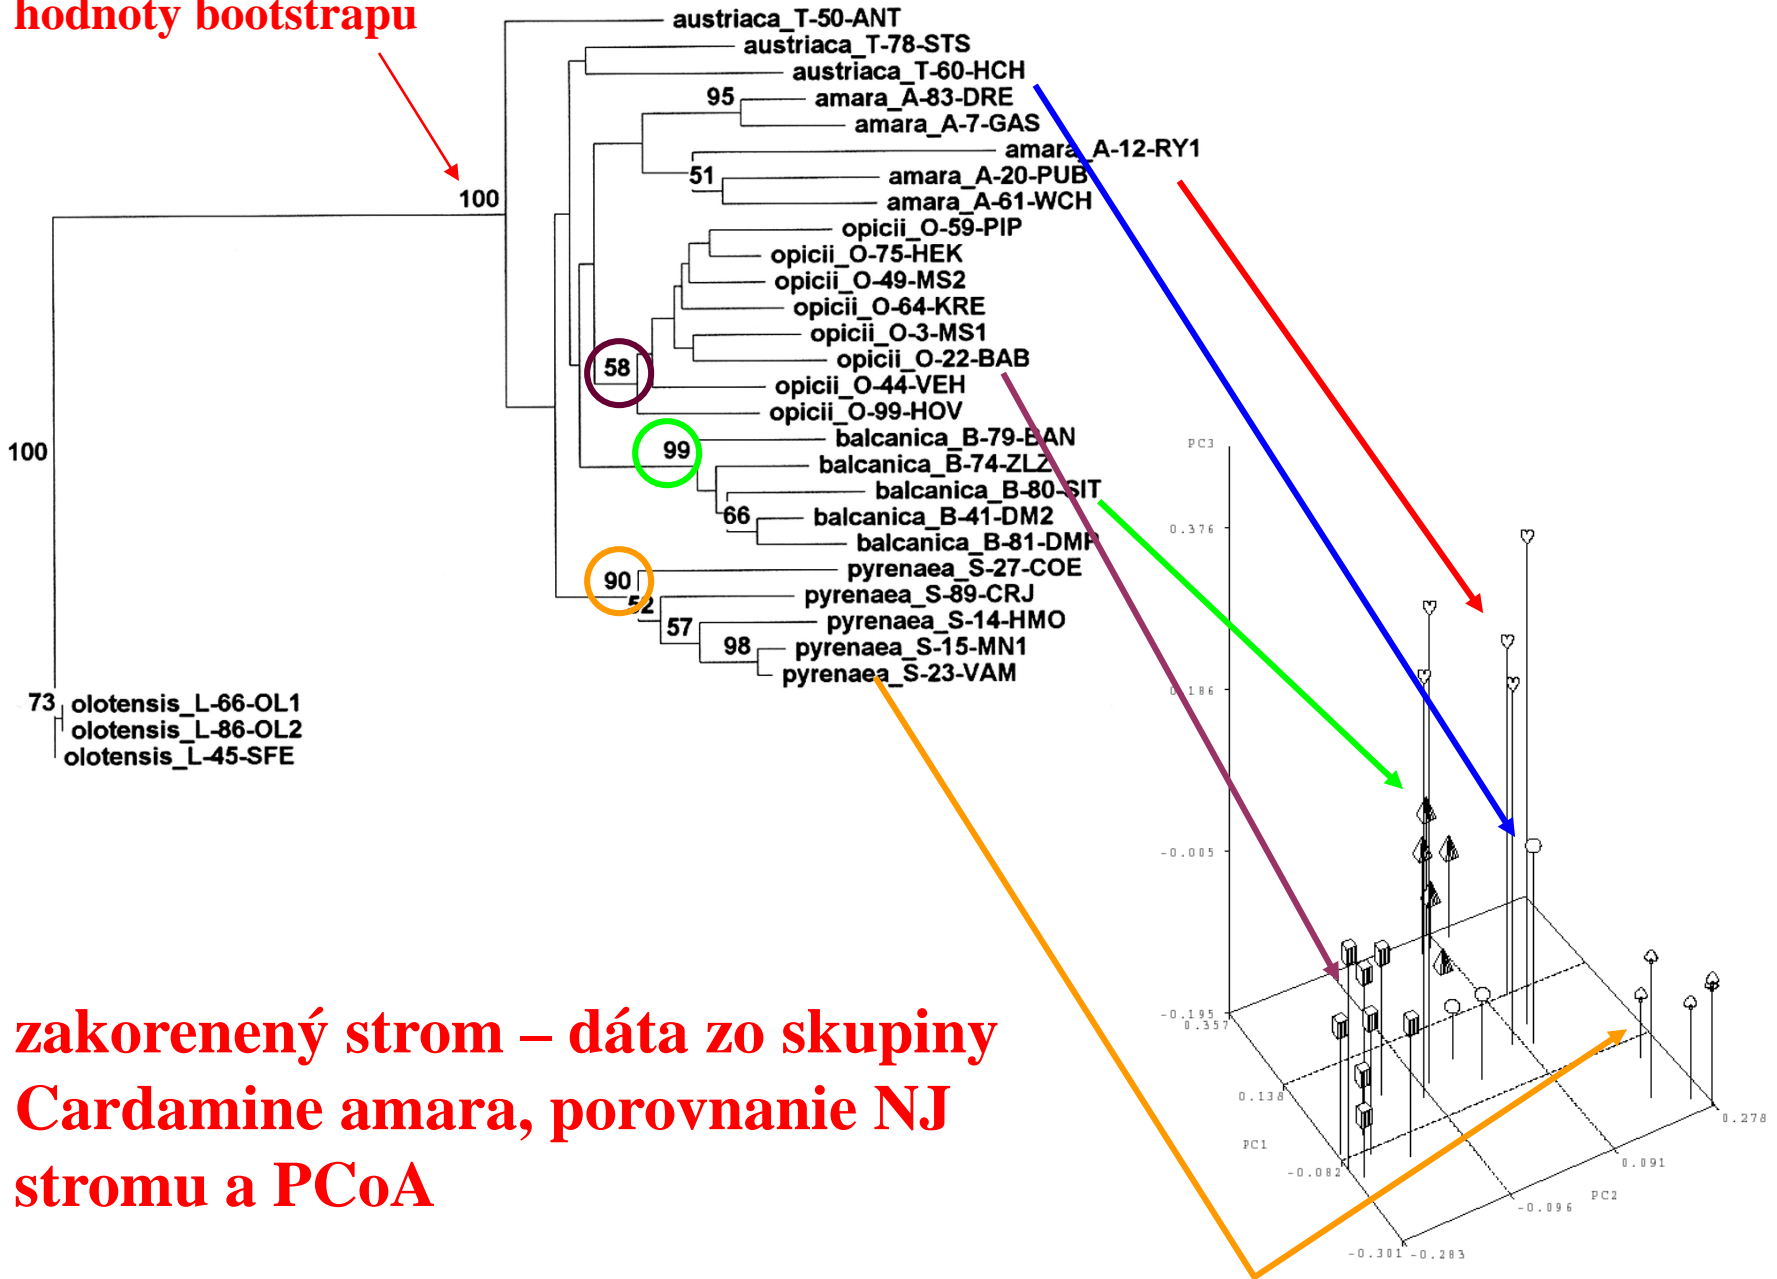 hodnoty bootstrapu
austriaca_T-50-ANT
austriaca_T-78-STS
austriaca_T-60-HCH
95
amara_A-83-DRE
amara_A-7-GAS
amara_A-12-RY1
51
amara_A-20-PUB
amara_A-61-WCH
100
opicii_O-59-PIP
opicii_O-75-HEK
opicii_O-49-MS2
opicii_O-64-KRE
opicii_O-3-MS1
opicii_O-22-BAB
58
opicii_O-44-VEH
opicii_O-99-HOV
balcanica_B-79-BAN
99
100
balcanica_B-74-ZLZ
balcanica_B-80-SIT
66
balcanica_B-41-DM2
balcanica_B-81-DMP
pyrenaea_S-27-COE
90
pyrenaea_S-89-CRJ
52
pyrenaea_S-14-HMO
57
pyrenaea_S-15-MN1
98
pyrenaea_S-23-VAM
73
olotensis_L-66-OL1
olotensis_L-86-OL2
olotensis_L-45-SFE
PC3
0.376
0.186
-0.005
-0.195
0.357
0.138
PC1
-0.082
-0.301
-0.283
-0.096
PC2
0.091
0.278
zakorenený strom – dáta zo skupiny
Cardamine amara, porovnanie NJ
stromu a PCoA